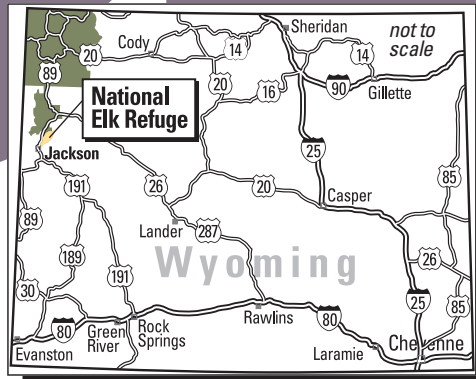 Sheridan
not to
scale
Cody
14
14
20
89
20
16
90
Gillette
National
Elk Refuge
25
Jackson
191
26
20
Casper
85
89
Lander
287
189
Wyoming
26
191
30
25
85
80
Green
River
Rock
Springs
Rawlins
80
Evanston
Laramie
Cheyenne